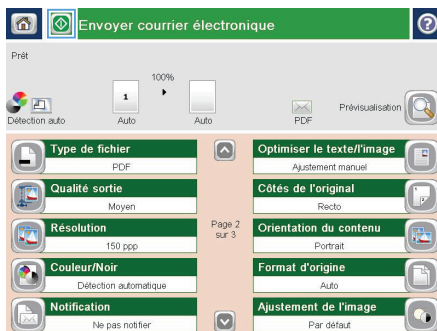 Envoyer courrier électronique
Prêt
100%
1
Détection auto
Auto
Auto
PDF
Prévisualisation
Type de fichier
PDF
Qualité sortie
Moyen
Résolution
150 ppp
Couleur/Noir
Détection automatique
Notification
Ne pas notifier
Page 2
sur 3
Optimiser le texte/l'image
Ajustement manuel
Côtés de l'original
Recto
Orientation du contenu
Portrait
Format d'origine
Auto
Ajustement de l'image
Par défaut